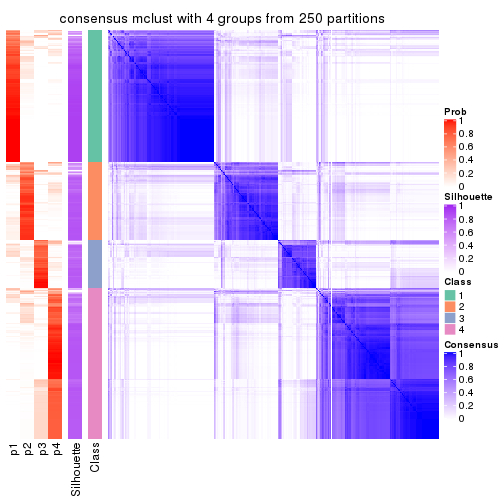 consensus mclust with 4 groups from 250 partitions
Prob
1
0.8
0.6
0.4
0.2
0
Silhouette
1
0.8
0.6
0.4
0.2
0
Class
1
2
3
4
Consensus
1
0.8
0.6
0.4
0.2
0
p1
p2
p3
p4
Silhouette
Class